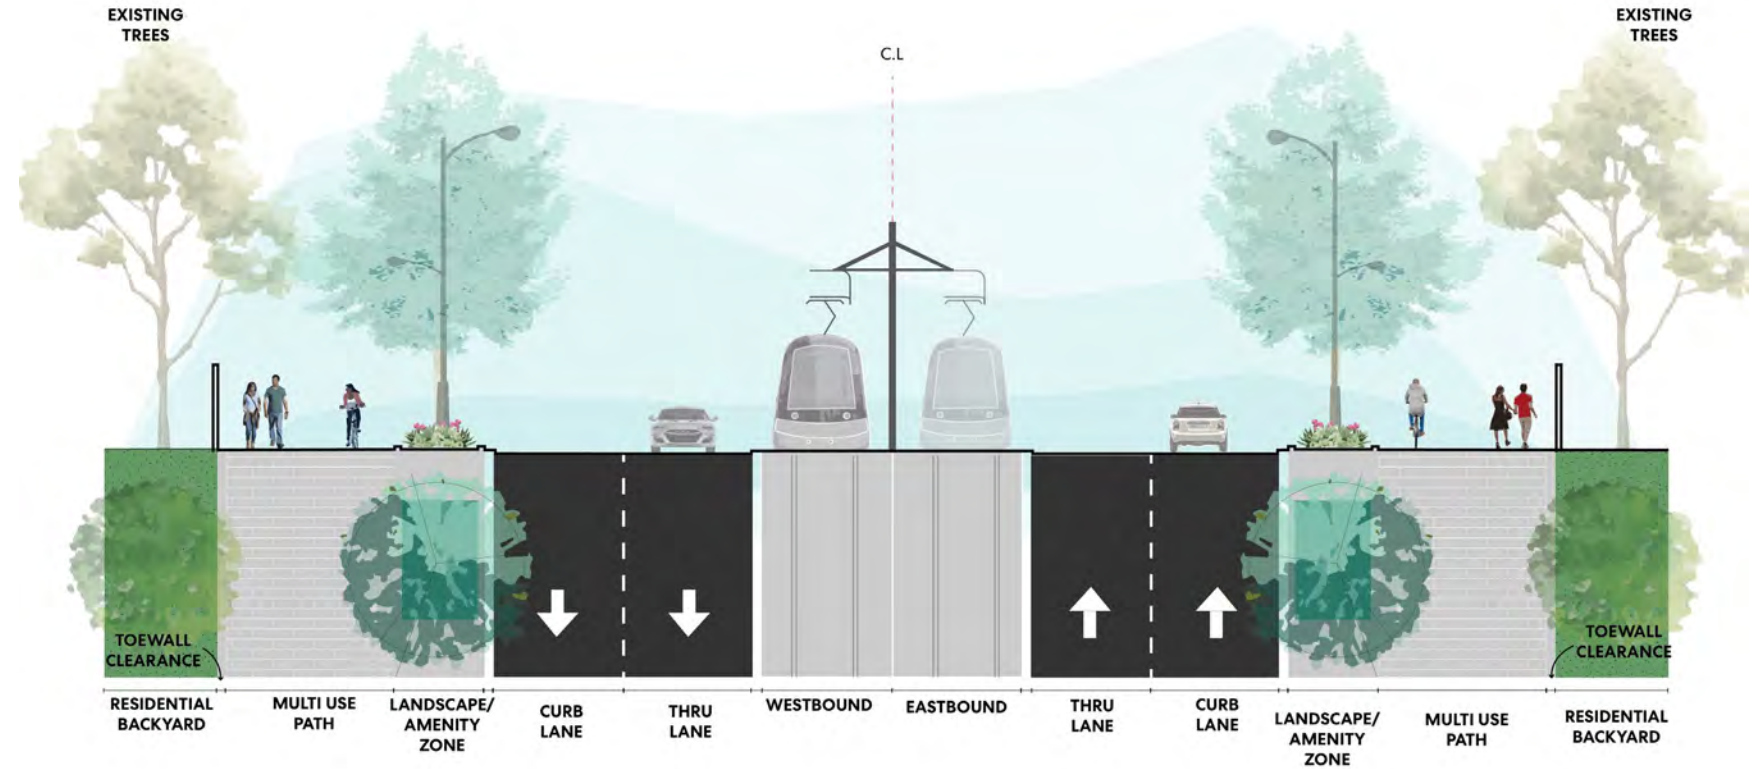 EXISTING
TREES
EXISTING
TREES
C.L
TOEWALL
CLEARANCE
TOEWALL
CLEARANCE
RESIDENTIAL
BACKYARD
MULTI USE
PATH
LANDSCAPE/
AMENITY
ZONE
CURB
LANE
THRU
LANE
WESTBOUND
EASTBOUND
THRU
LANE
CURB
LANE
LANDSCAPE/
AMENITY
ZONE
MULTI USE
PATH
RESIDENTIAL
BACKYARD